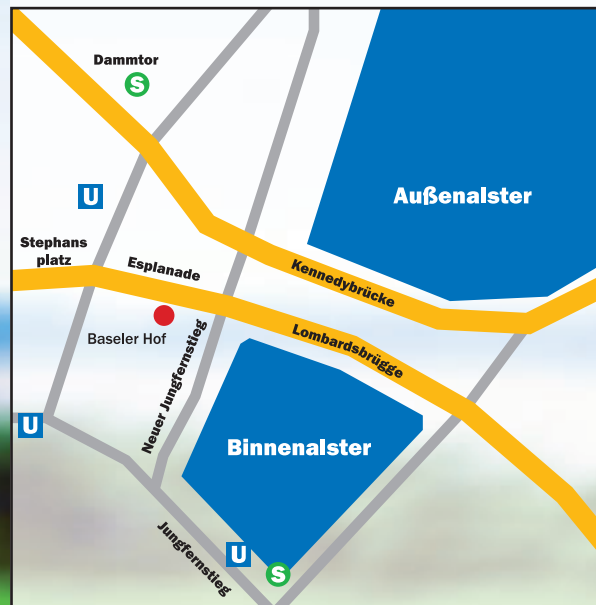 Dammtor
S
U
Außenalster
Stephans
platz
Esplanade
Kennedybrücke
Baseler Hof
Lombardsbrügge
Neuer Jungfernstieg
U
Binnenalster
Jungfernstieg
U
S